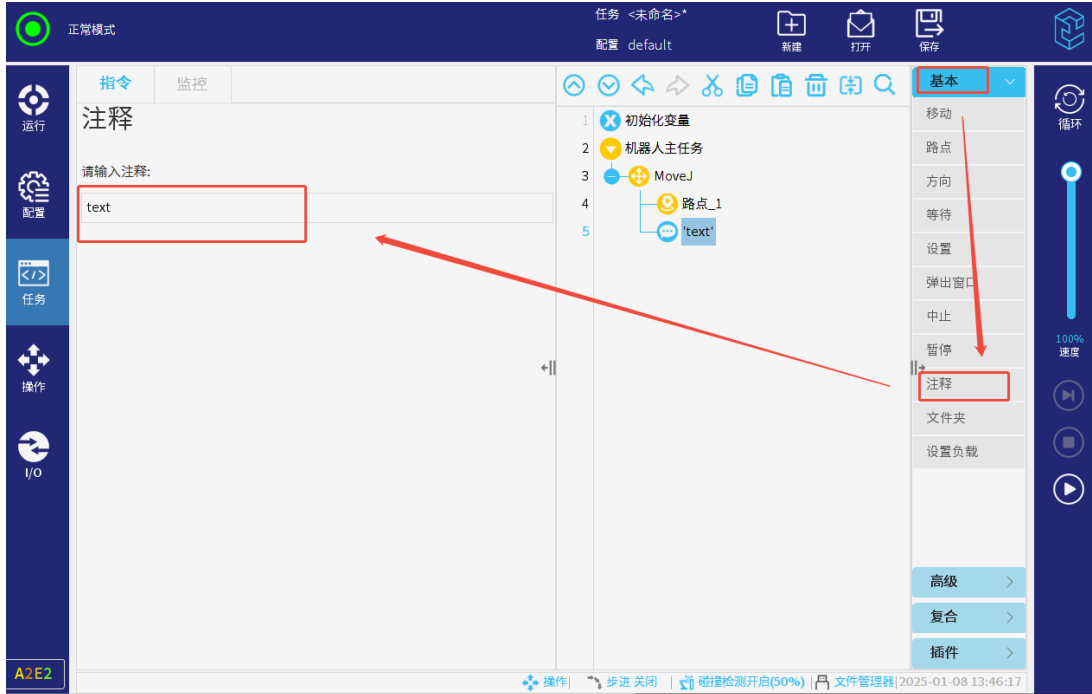 正常模式
任务 <未命名>*
配置 default
新建
打开
保存
运行
配置
任务
操作
I/O
A2E2
指令
监控
注释
请输入注释:
text
1 初始化变量
2 机器人主任务
3 MoveJ
4 路点_1
5 'text'
基本
移动
路点
方向
等待
设置
弹出窗口
中止
暂停
注释
文件夹
设置负载
高级
复合
插件
循环
100%
速度
操作| 步进 关闭 | 碰撞检测开启(50%) | 文件管理器|2025-01-08 13:46:17